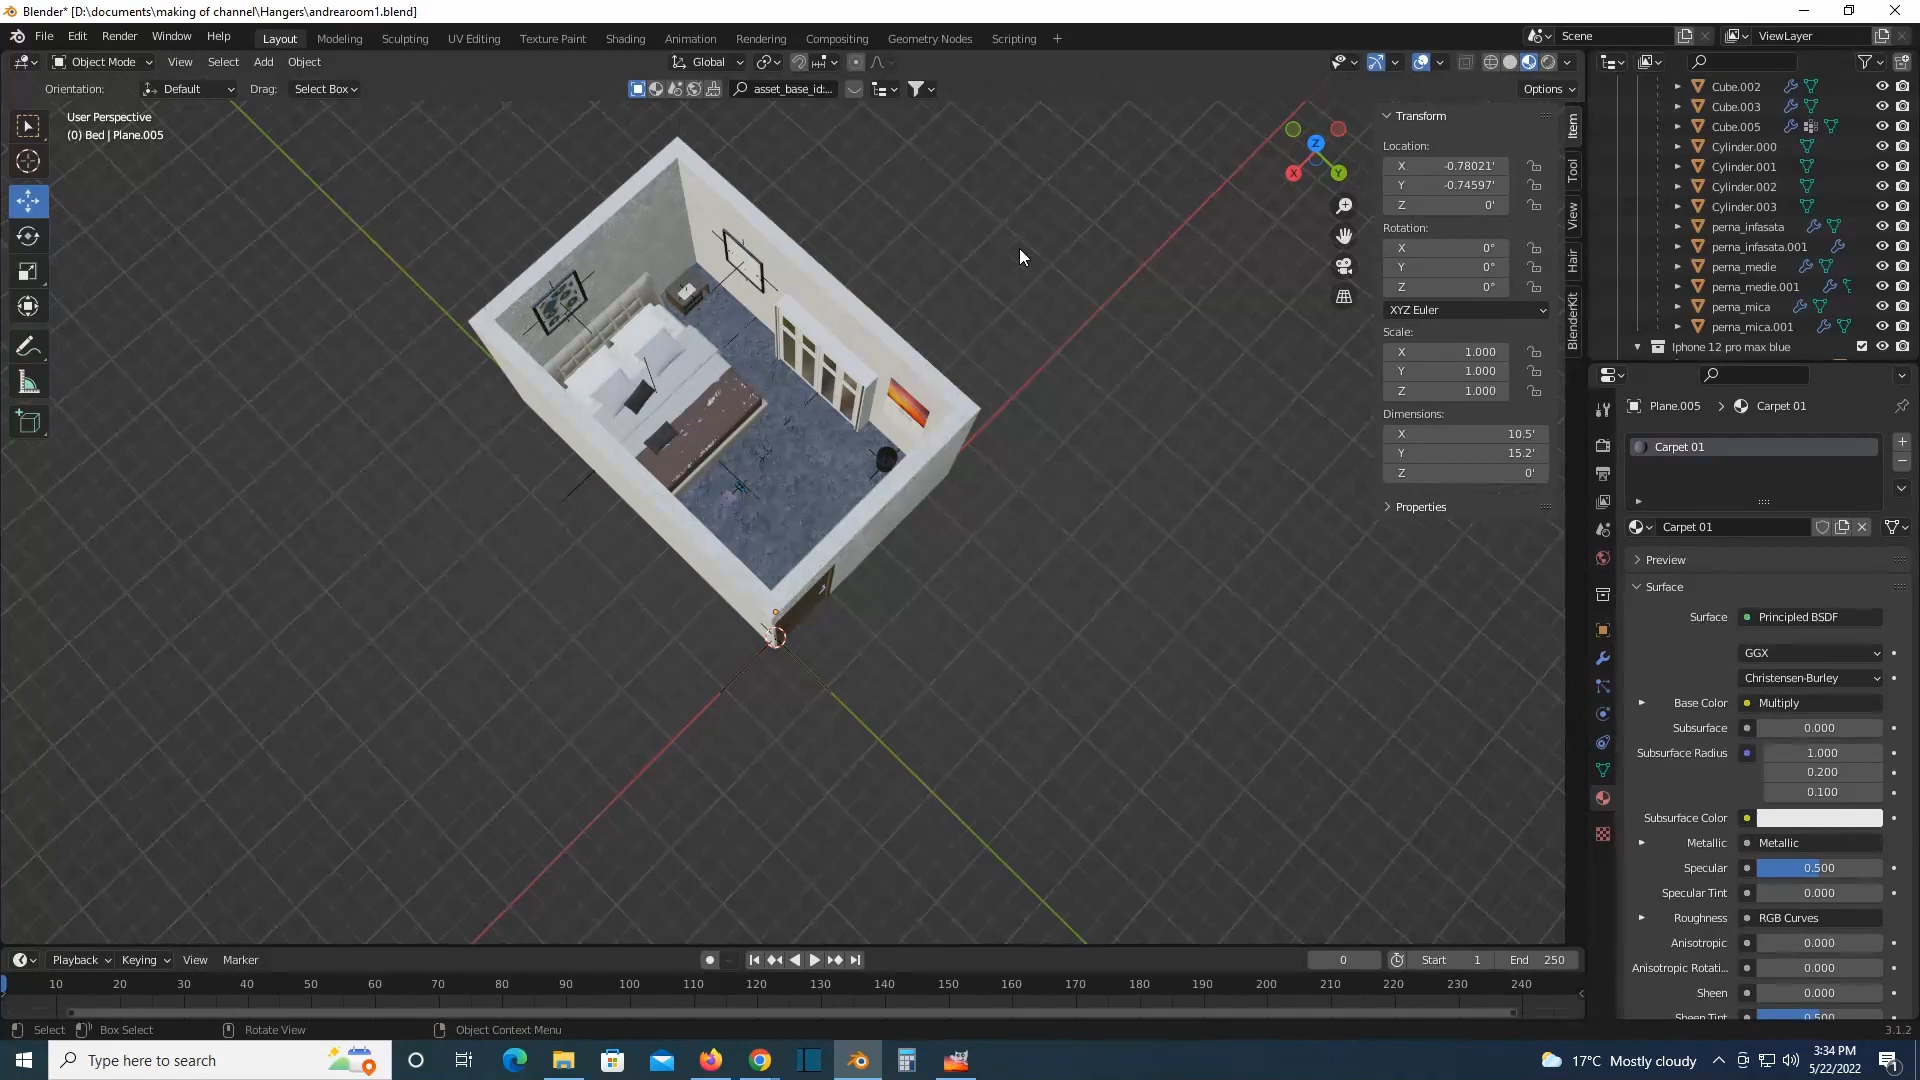 Blender* [D:\documents\making of channel\Hangers\andrearoom1.blend]
File Edit Render Window Help Layout Modeling Sculpting UV Editing Texture Paint Shading Animation Rendering Compositing Geometry Nodes Scripting + Scene ViewLayer
Object Mode View Select Add Object Global
Orientation: Default Drag: Select Box asset_base_id:... Options
User Perspective
(0) Bed | Plane.005
Transform
Location:
X -0.78021'
Y -0.74597'
Z 0'
Rotation:
X 0°
Y 0°
Z 0°
XYZ Euler
Scale:
X 1.000
Y 1.000
Z 1.000
Dimensions:
X 10.5'
Y 15.2'
Z 0'
Properties
Z
X
Y
Item
Tool
View
Hair
BlenderKit
Cube.002
Cube.003
Cube.005
Cylinder.000
Cylinder.001
Cylinder.002
Cylinder.003
perna_infasata
perna_infasata.001
perna_medie
perna_medie.001
perna_mica
perna_mica.001
Iphone 12 pro max blue
Plane.005 Carpet 01
Carpet 01
Carpet 01
Preview
Surface
Surface Principled BSDF
GGX
Christensen-Burley
Base Color Multiply
Subsurface 0.000
Subsurface Radius 1.000
0.200
0.100
Subsurface Color
Metallic Metallic
Specular 0.500
Specular Tint 0.000
Roughness RGB Curves
Anisotropic 0.000
Anisotropic Rotati... 0.000
Sheen 0.000
Sheen Tint 0.500
Playback Keying View Marker 0 Start 1 End 250
10 20 30 40 50 60 70 80 90 100 110 120 130 140 150 160 170 180 190 200 210 220 230 240
Select Box Select Rotate View Object Context Menu 3.1.2
Type here to search 17°C Mostly cloudy 3:34 PM
5/22/2022
1